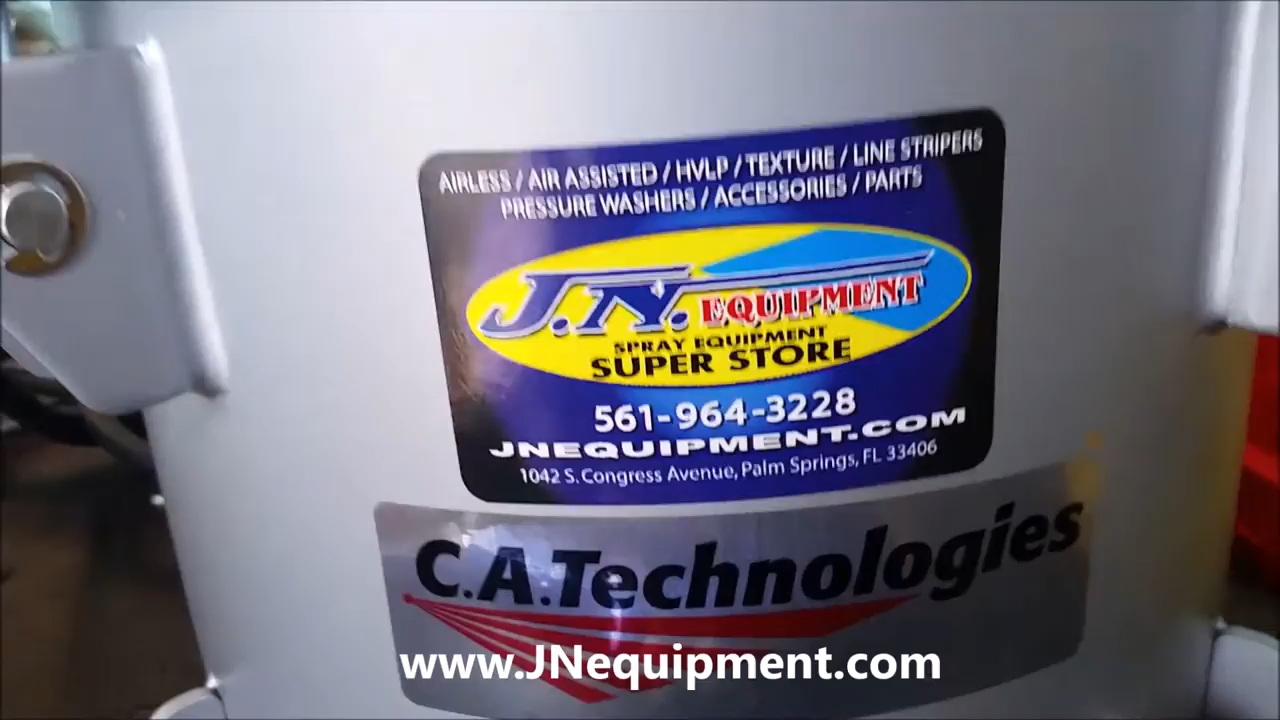 AIRLESS / AIR ASSISTED / HVLP / TEXTURE / LINE STRIPERS
PRESSURE WASHERS / ACCESSORIES / PARTS
J.N. EQUIPMENT
SPRAY EQUIPMENT
SUPER STORE
561-964-3228
JNEQUIPMENT.COM
1042 S. Congress Avenue, Palm Springs, FL 33406
C.A.Technologies
www.JNequipment.com